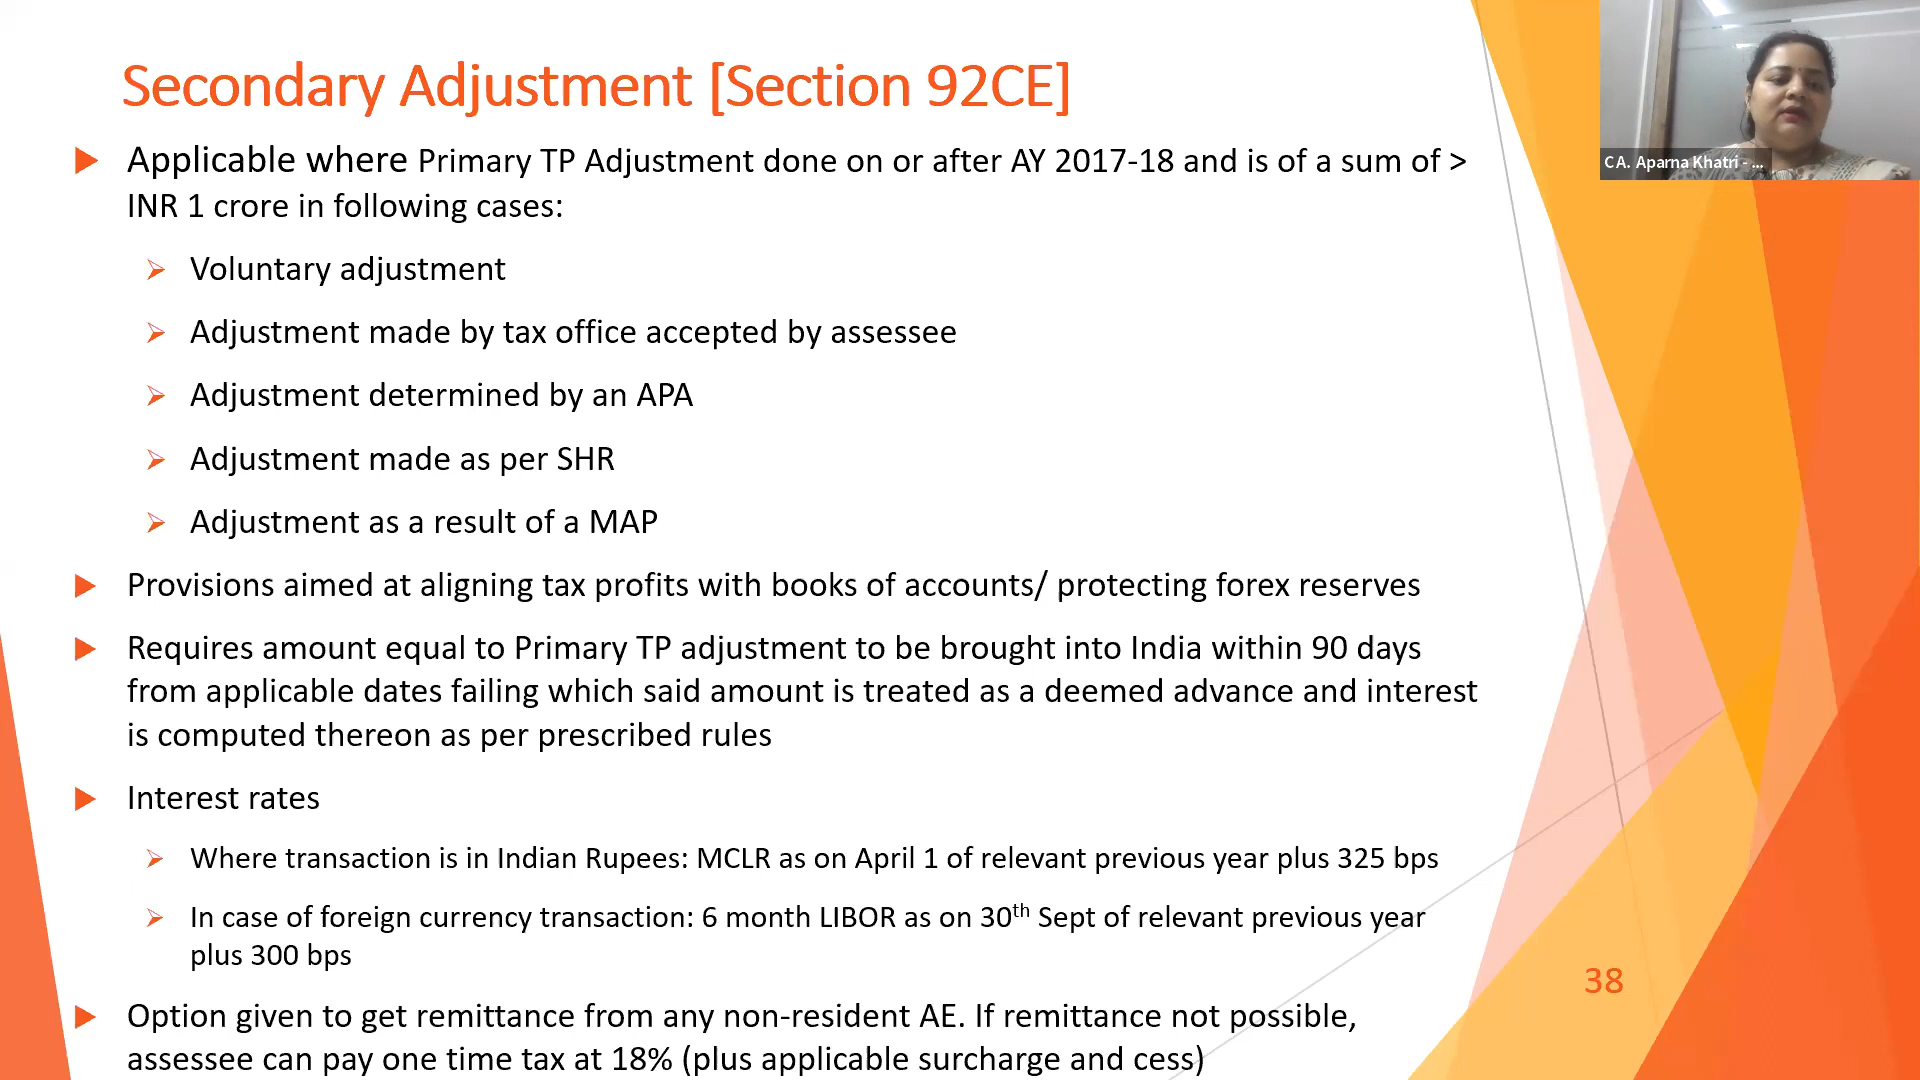 Secondary Adjustment [Section 92CE]
Applicable where Primary TP Adjustment done on or after AY 2017-18 and is of a sum of >
INR 1 crore in following cases:
Voluntary adjustment
Adjustment made by tax office accepted by assessee
Adjustment determined by an APA
Adjustment made as per SHR
Adjustment as a result of a MAP
Provisions aimed at aligning tax profits with books of accounts/ protecting forex reserves
Requires amount equal to Primary TP adjustment to be brought into India within 90 days
from applicable dates failing which said amount is treated as a deemed advance and interest
is computed thereon as per prescribed rules
Interest rates
Where transaction is in Indian Rupees: MCLR as on April 1 of relevant previous year plus 325 bps
In case of foreign currency transaction: 6 month LIBOR as on 30th Sept of relevant previous year
plus 300 bps
Option given to get remittance from any non-resident AE. If remittance not possible,
assessee can pay one time tax at 18% (plus applicable surcharge and cess)
38
CA. Aparna Khatri - ...